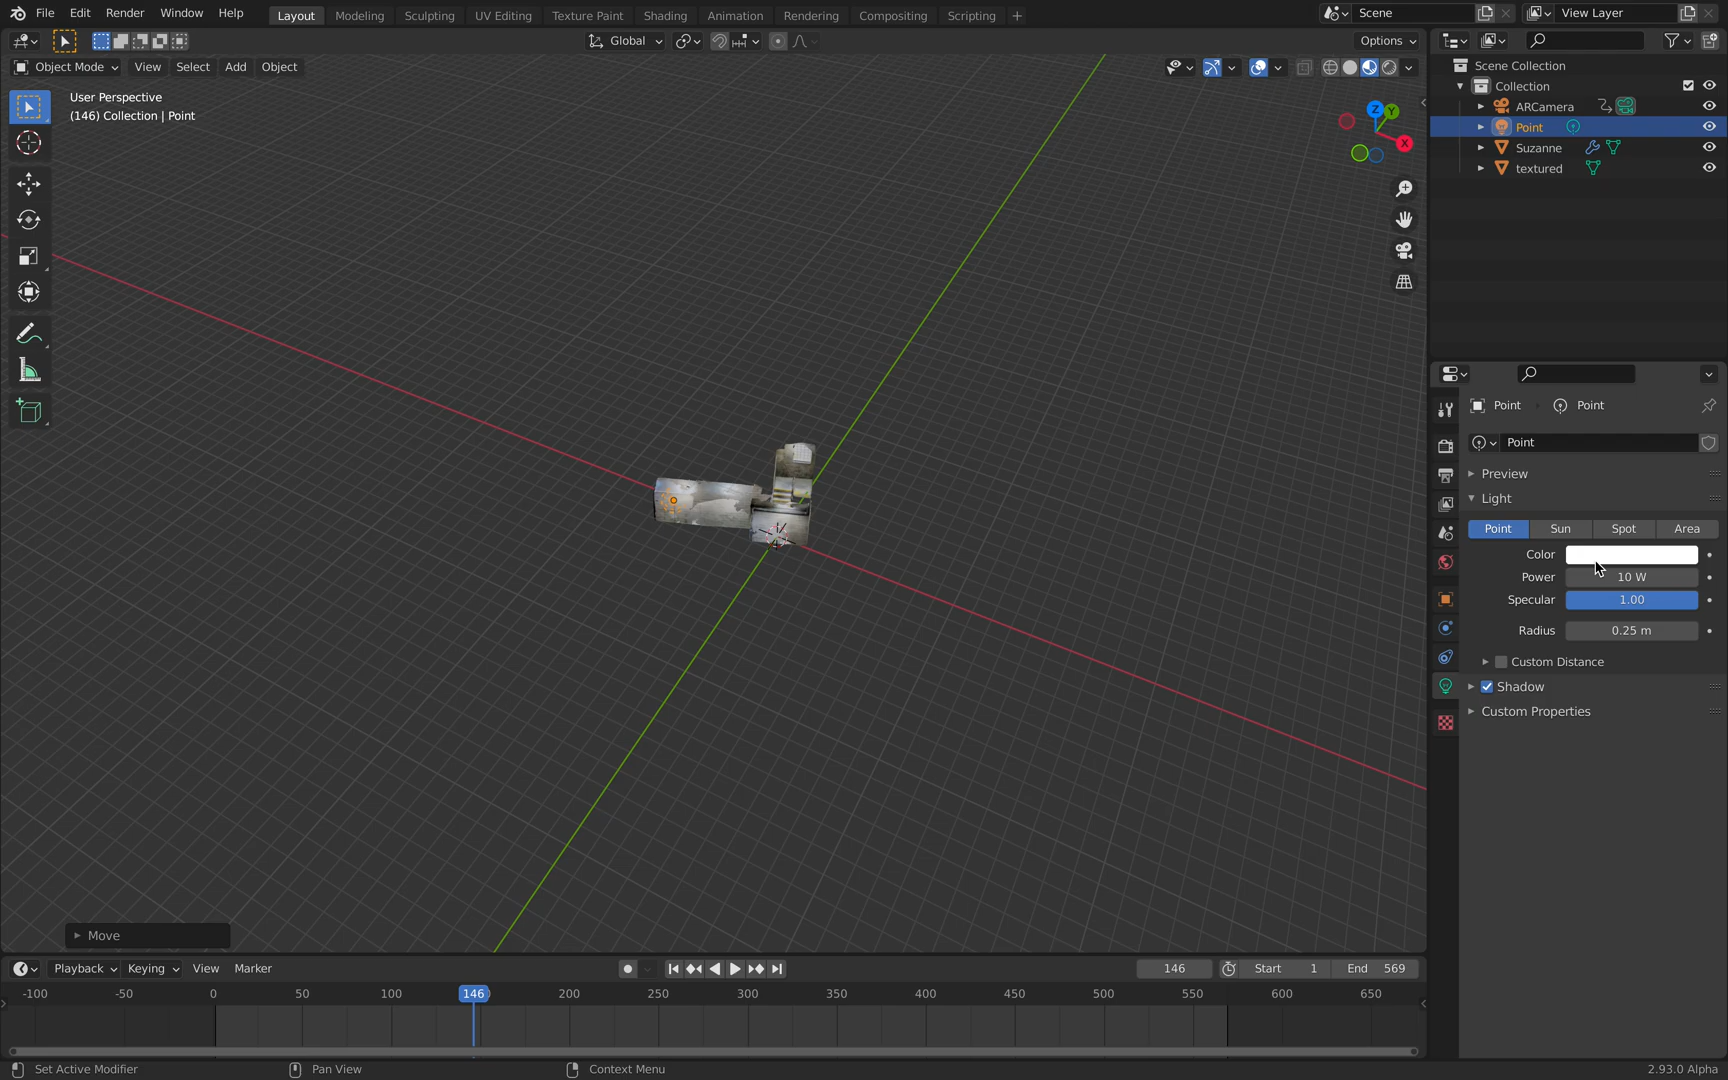 File Edit Render Window Help Layout Modeling Sculpting UV Editing Texture Paint Shading Animation Rendering Compositing Scripting + Scene View Layer
Global Options
Object Mode View Select Add Object
User Perspective
(146) Collection | Point
Z Y X
Scene Collection
Collection
ARCamera
Point
Suzanne
textured
Point Point
Point
Preview
Light
Point Sun Spot Area
Color
Power 10 W
Specular 1.00
Radius 0.25 m
Custom Distance
Shadow
Custom Properties
Move
Playback Keying View Marker 146 Start 1 End 569
-100 -50 0 50 100 146 200 250 300 350 400 450 500 550 600 650
Set Active Modifier Pan View Context Menu 2.93.0 Alpha